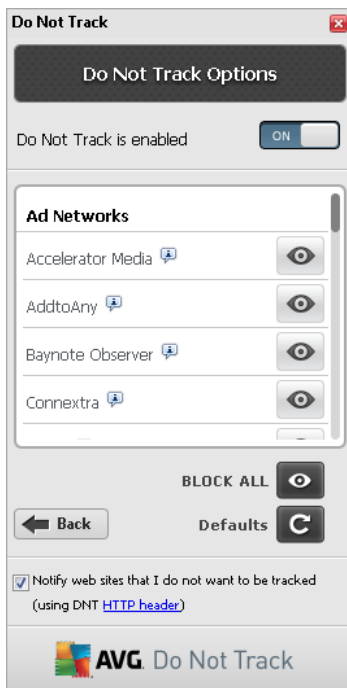 Do Not Track
Do Not Track Options
Do Not Track is enabled
ON
Ad Networks
Accelerator Media
AddtoAny
Baynote Observer
Connextra
BLOCK ALL
Back
Defaults
Notify web sites that I do not want to be tracked
(using DNT HTTP header)
AVG. Do Not Track